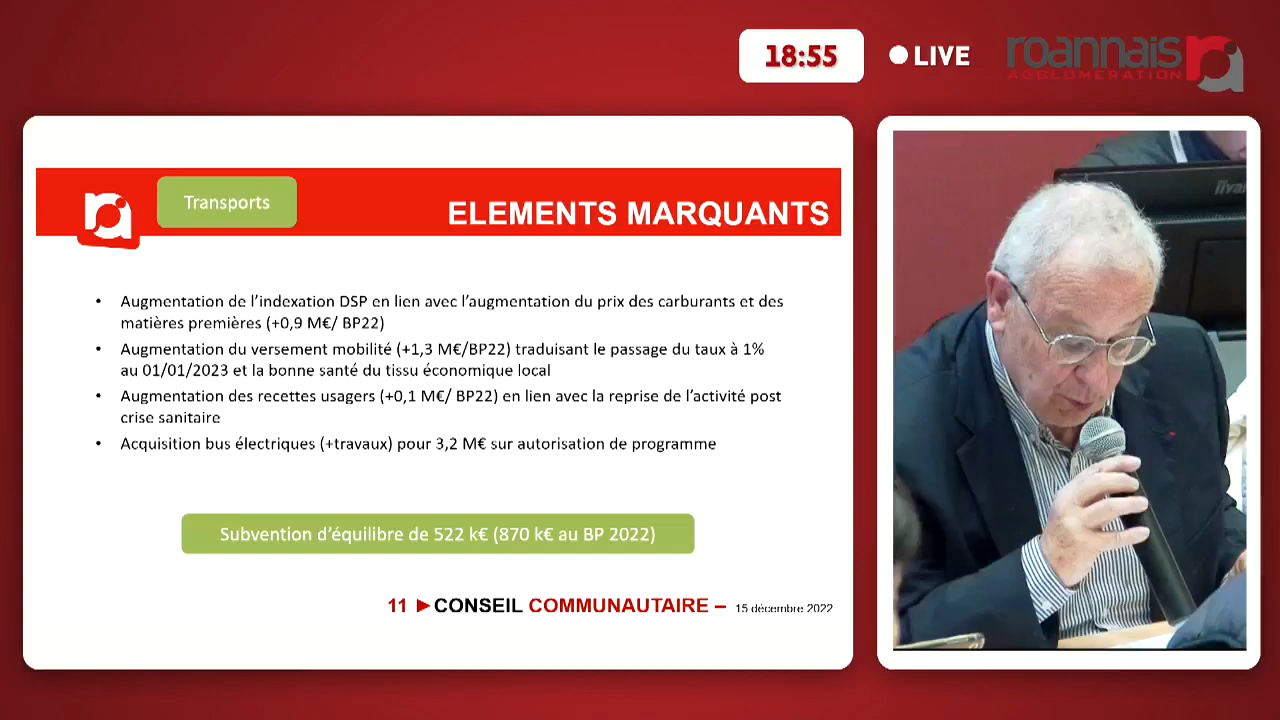 18:55
LIVE
roannais
AGGLOMÉRATION
Transports
ELEMENTS MARQUANTS
• Augmentation de l'indexation DSP en lien avec l'augmentation du prix des carburants et des
matières premières (+0,9 M€/ BP22)
• Augmentation du versement mobilité (+1,3 M€/BP22) traduisant le passage du taux à 1%
au 01/01/2023 et la bonne santé du tissu économique local
• Augmentation des recettes usagers (+0,1 M€/ BP22) en lien avec la reprise de l'activité post
crise sanitaire
• Acquisition bus électriques (+travaux) pour 3,2 M€ sur autorisation de programme
Subvention d'équilibre de 522 k€ (870 k€ au BP 2022)
11 ►CONSEIL COMMUNAUTAIRE – 15 décembre 2022